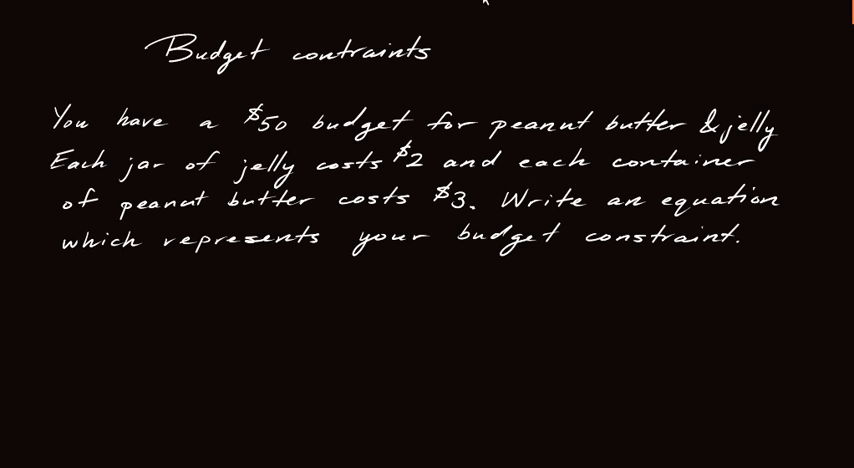 Budget contraints
You have a $50 budget for peanut butter & jelly
Each jar of jelly costs $2 and each container
of peanut butter costs $3. Write an equation
which represents your budget constraint.